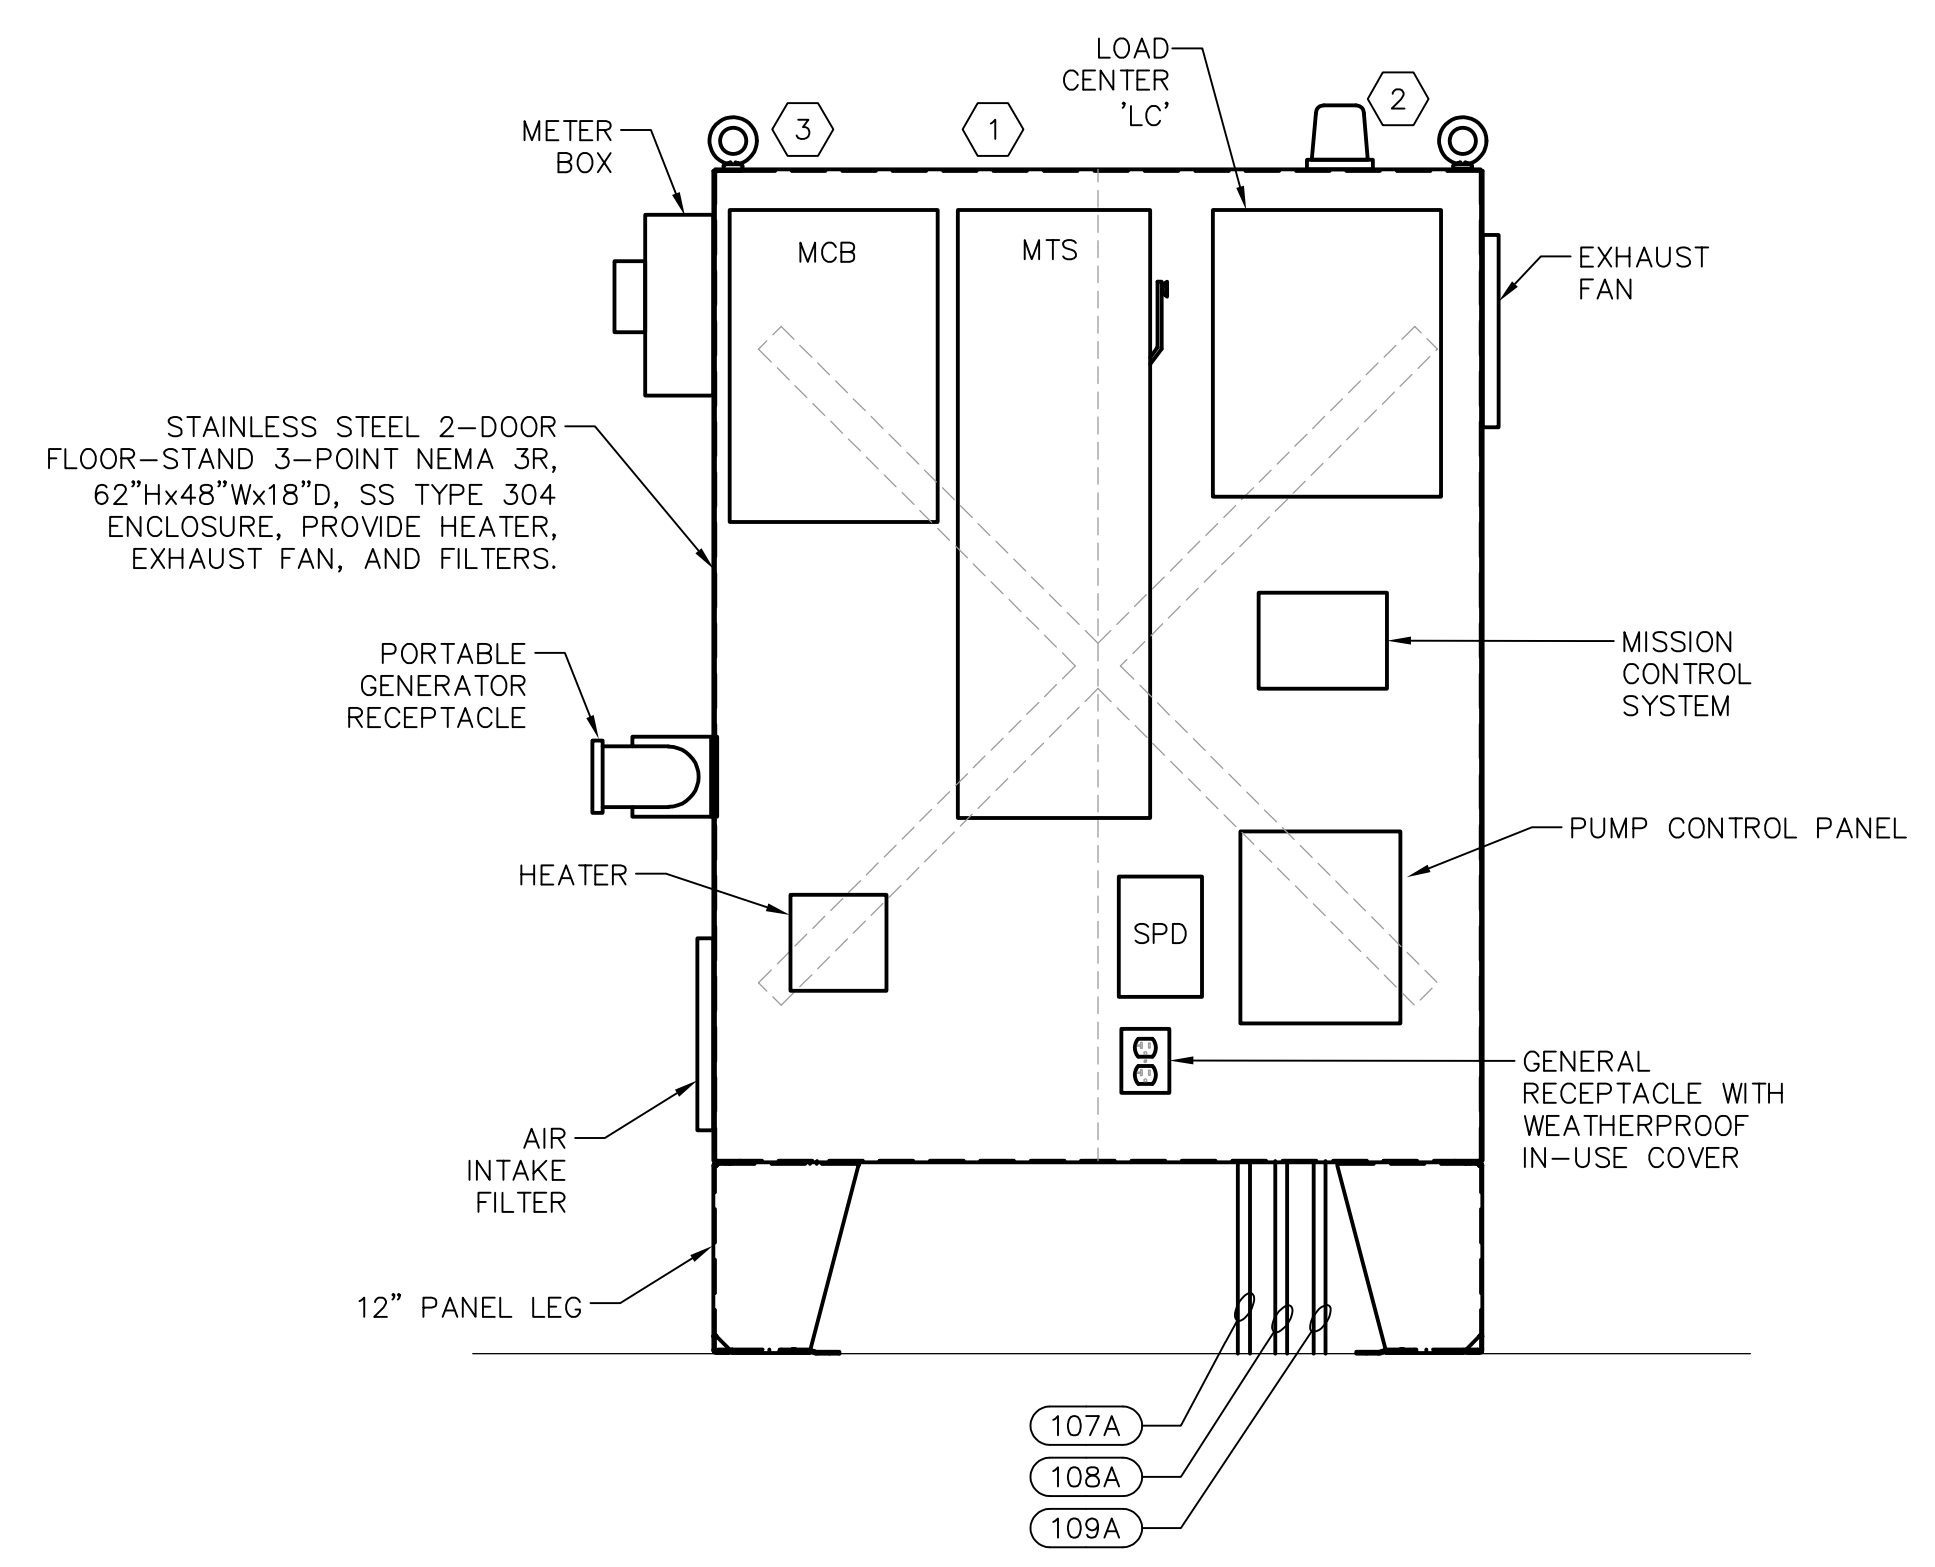 LOAD
CENTER
'LC'
2
3
1
METER
BOX
MCB
MTS
EXHAUST
FAN
STAINLESS STEEL 2-DOOR
FLOOR-STAND 3-POINT NEMA 3R,
62"Hx48"Wx18"D, SS TYPE 304
ENCLOSURE, PROVIDE HEATER,
EXHAUST FAN, AND FILTERS.
PORTABLE
GENERATOR
RECEPTACLE
MISSION
CONTROL
SYSTEM
PUMP CONTROL PANEL
HEATER
SPD
GENERAL
RECEPTACLE WITH
WEATHERPROOF
IN-USE COVER
AIR
INTAKE
FILTER
12" PANEL LEG
107A
108A
109A